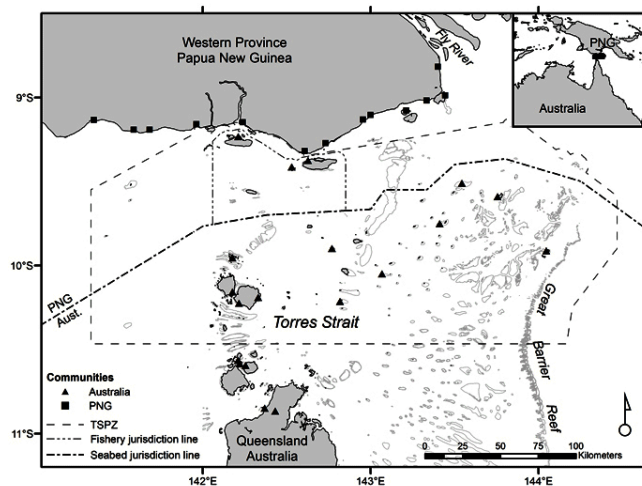 Western Province
Papua New Guinea
Fly River
PNG
Australia
9°S
10°S
11°S
PNG
Aust.
Torres Strait
Great
Barrier
Reef
Communities
Australia
PNG
TSPZ
Fishery jurisdiction line
Seabed jurisdiction line
Queensland
Australia
0 25 50 75 100
Kilometers
142°E
143°E
144°E